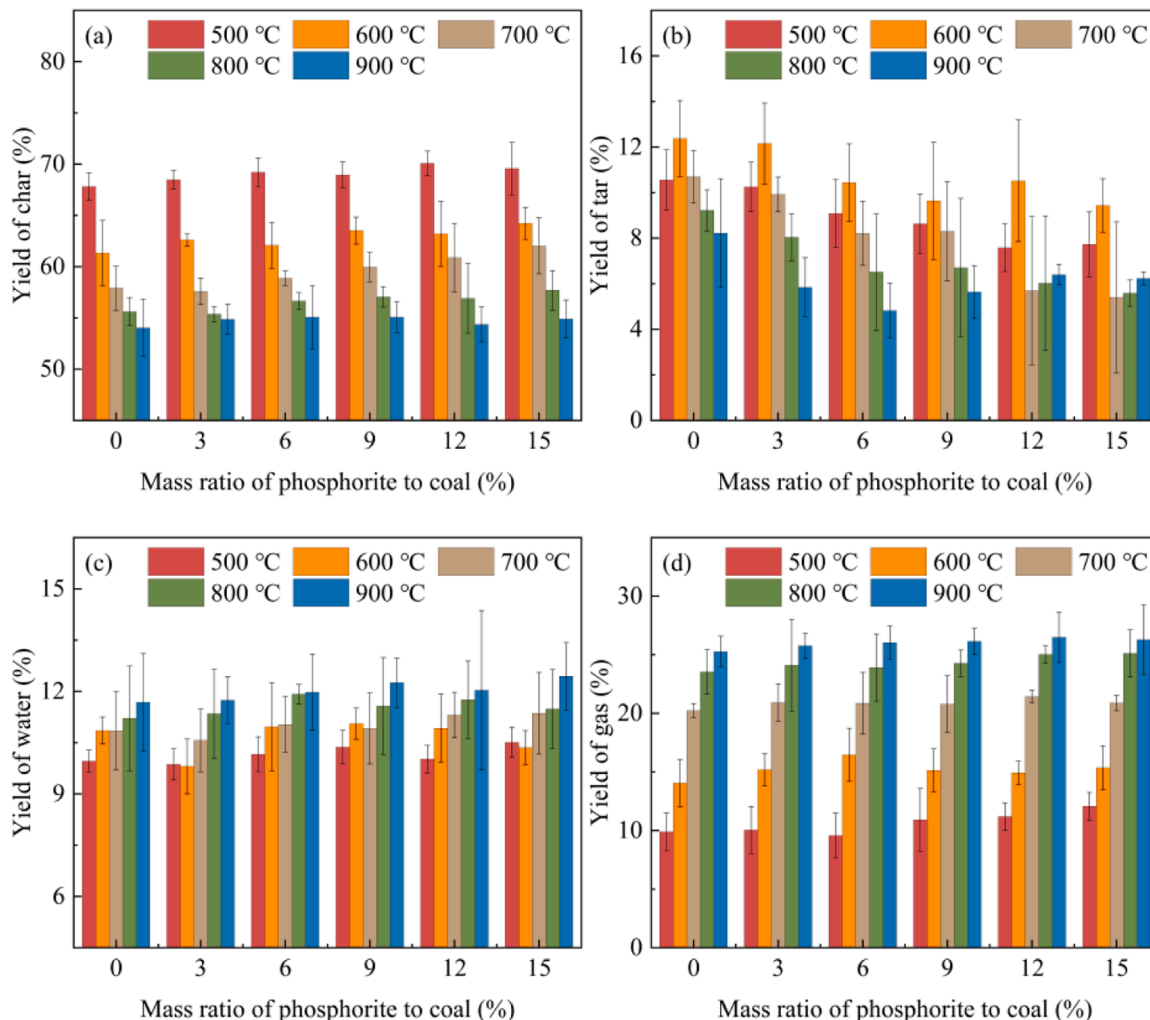 (a) 500 ℃ 600 ℃ 700 ℃
800 ℃ 900 ℃
80
70
60
50
Yield of char (%)
0 3 6 9 12 15
Mass ratio of phosphorite to coal (%)
(b) 500 ℃ 600 ℃ 700 ℃
800 ℃ 900 ℃
16
12
8
4
0
Yield of tar (%)
0 3 6 9 12 15
Mass ratio of phosphorite to coal (%)
(c) 500 ℃ 600 ℃ 700 ℃
800 ℃ 900 ℃
15
12
9
6
Yield of water (%)
0 3 6 9 12 15
Mass ratio of phosphorite to coal (%)
(d) 500 ℃ 600 ℃ 700 ℃
800 ℃ 900 ℃
30
20
10
0
Yield of gas (%)
0 3 6 9 12 15
Mass ratio of phosphorite to coal (%)